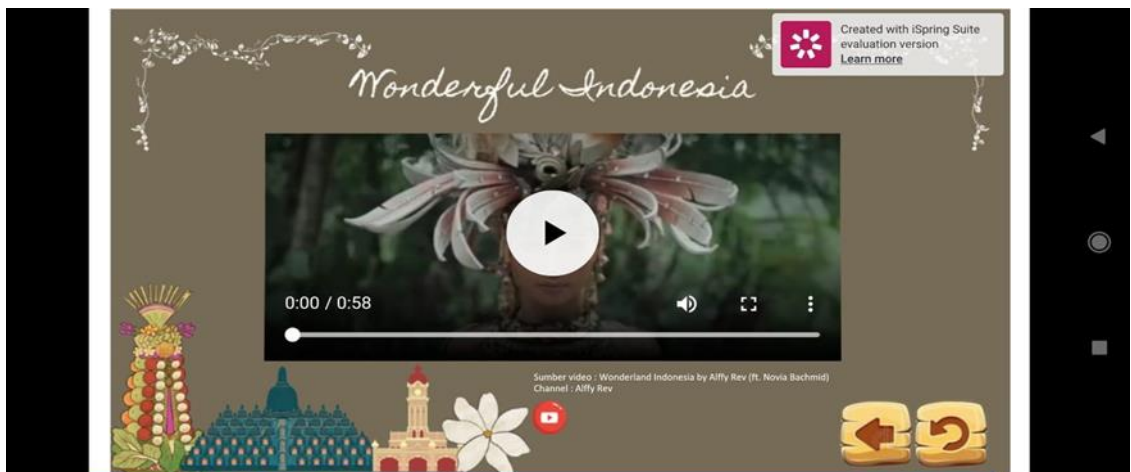 Created with iSpring Suite
evaluation version
Learn more
Wonderful Indonesia
0:00 / 0:58
Sumber video : Wonderland Indonesia by Alffy Rev (ft. Novia Bachmid)
Channel : Alffy Rev